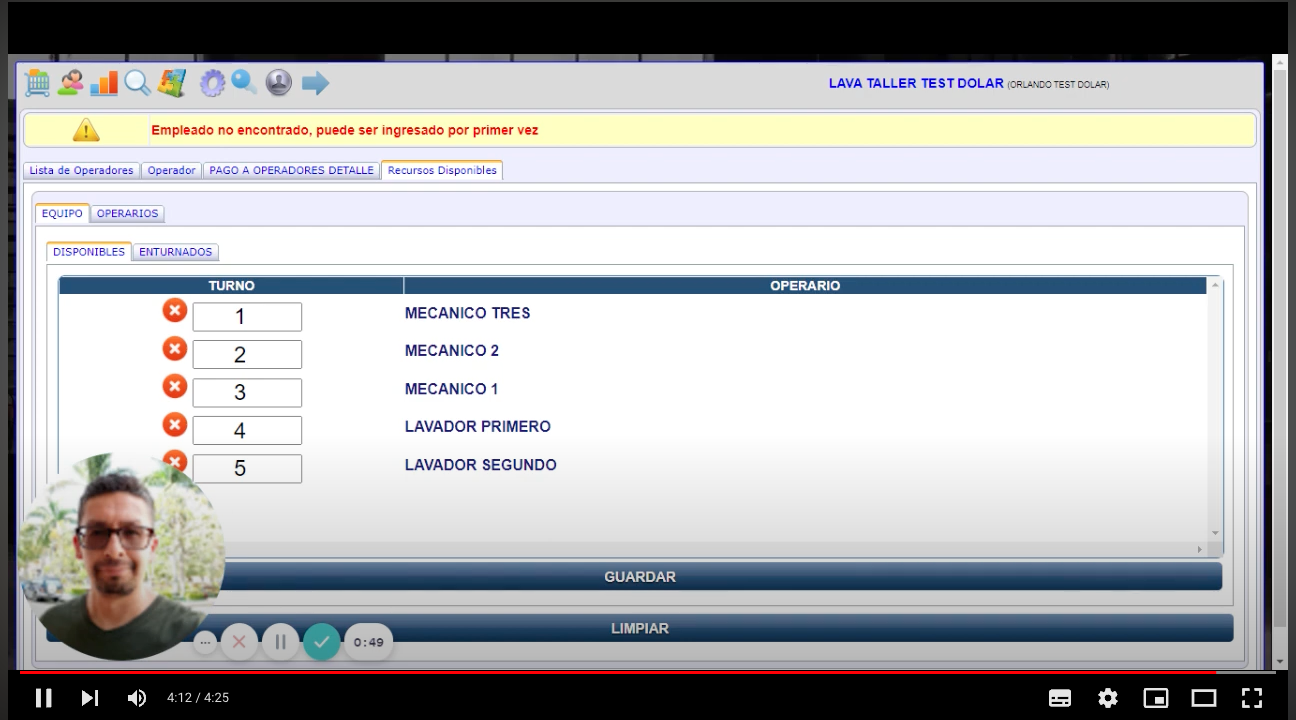 LAVA TALLER TEST DOLAR (ORLANDO TEST DOLAR)
Empleado no encontrado, puede ser ingresado por primer vez
Lista de Operadores Operador PAGO A OPERADORES DETALLE Recursos Disponibles
EQUIPO OPERARIOS
DISPONIBLES ENTURNADOS
TURNO OPERARIO
1 MECANICO TRES
2 MECANICO 2
3 MECANICO 1
4 LAVADOR PRIMERO
5 LAVADOR SEGUNDO
GUARDAR
LIMPIAR
0:49
4:12 / 4:25